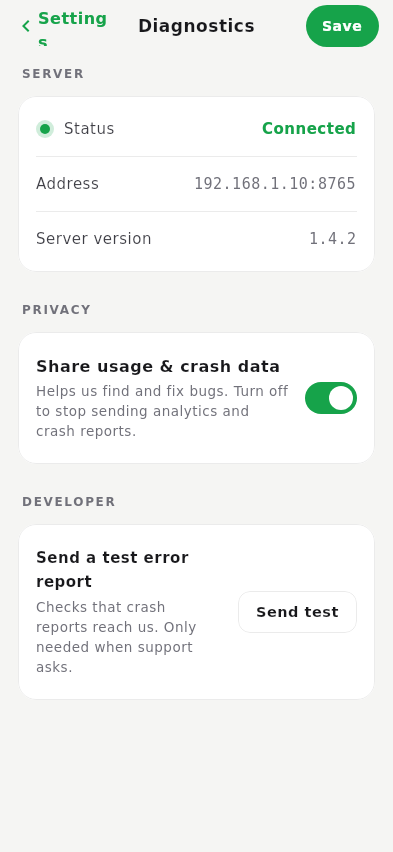 Setting
s
Diagnostics
Save
SERVER
Status
Connected
Address
192.168.1.10:8765
Server version
1.4.2
PRIVACY
Share usage & crash data
Helps us find and fix bugs. Turn off
to stop sending analytics and
crash reports.
DEVELOPER
Send a test error
report
Checks that crash
reports reach us. Only
needed when support
asks.
Send test